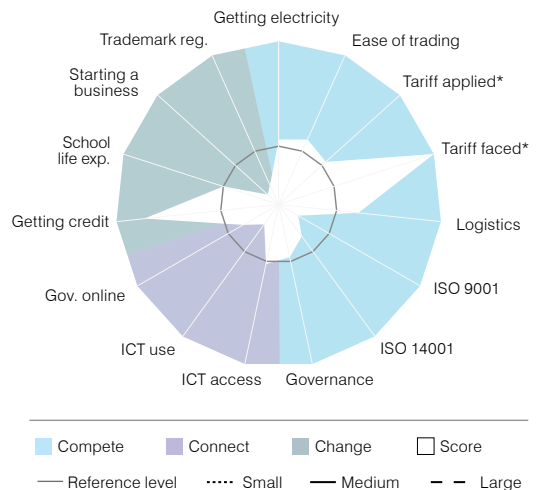 Getting electricity
Trademark reg.
Ease of trading
Starting a
business
Tariff applied*
School
life exp.
Tariff faced*
Getting credit
Logistics
Gov. online
ISO 9001
ICT use
ISO 14001
ICT access
Governance
Compete
Connect
Change
Score
Reference level
Small
Medium
Large